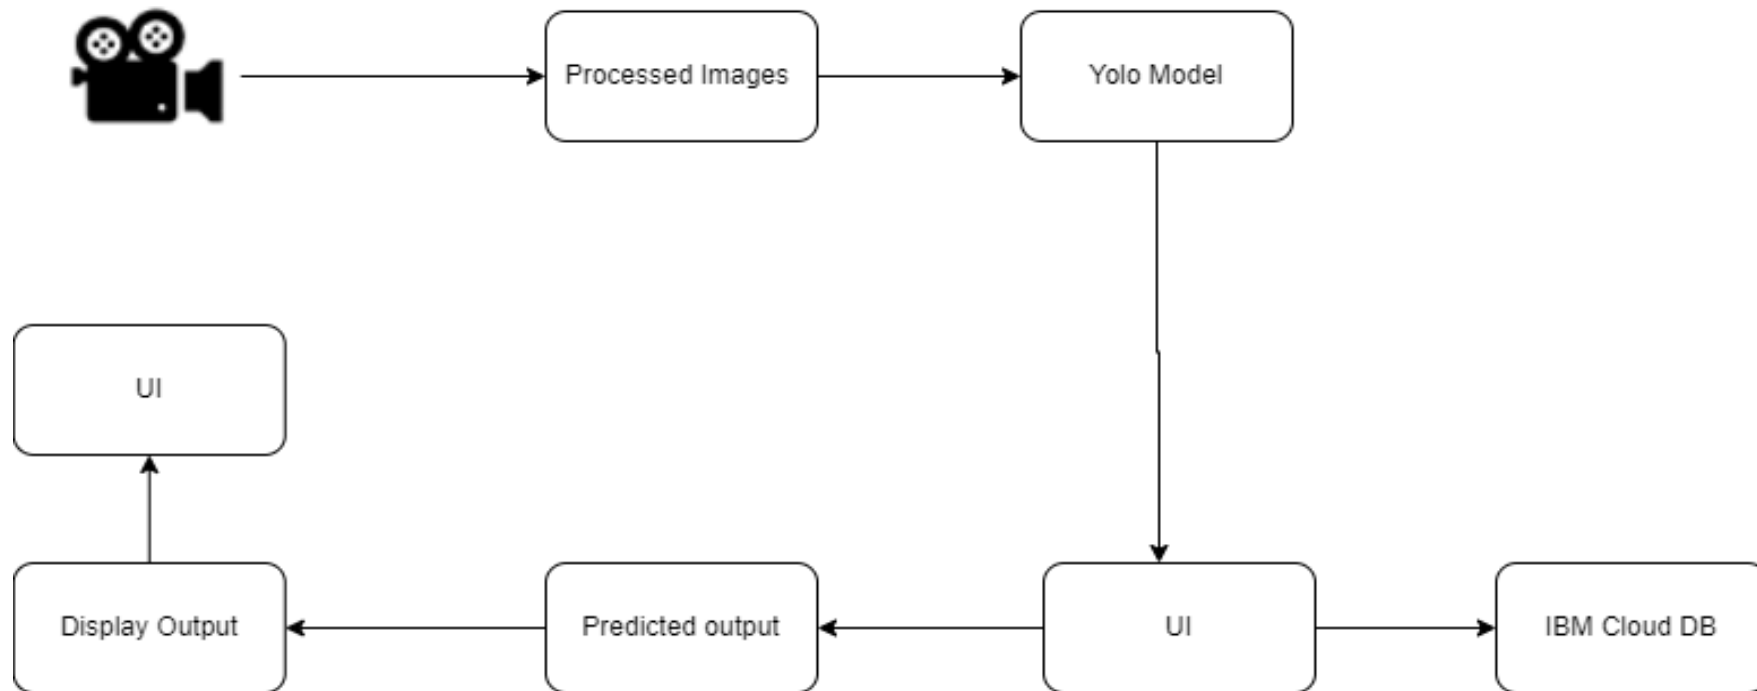 Processed Images
Yolo Model
UI
Display Output
Predicted output
UI
IBM Cloud DB